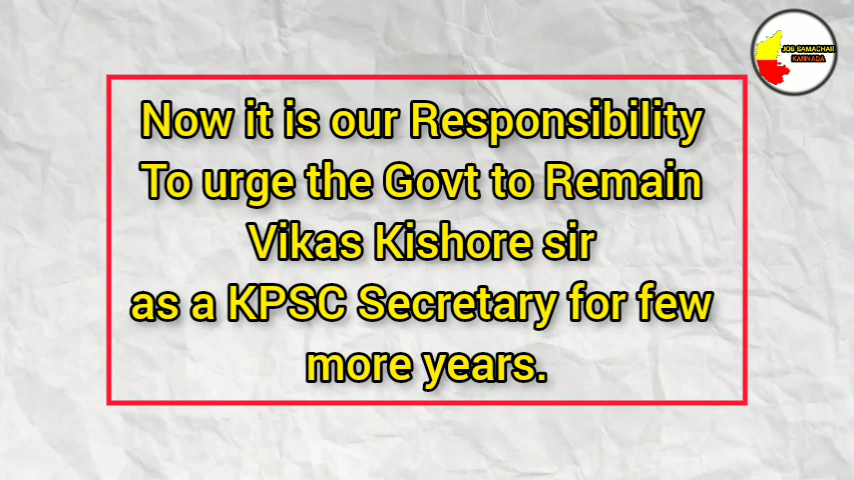 JOB SAMACHAR
KANNADA
Now it is our Responsibility
To urge the Govt to Remain
Vikas Kishore sir
as a KPSC Secretary for few
more years.